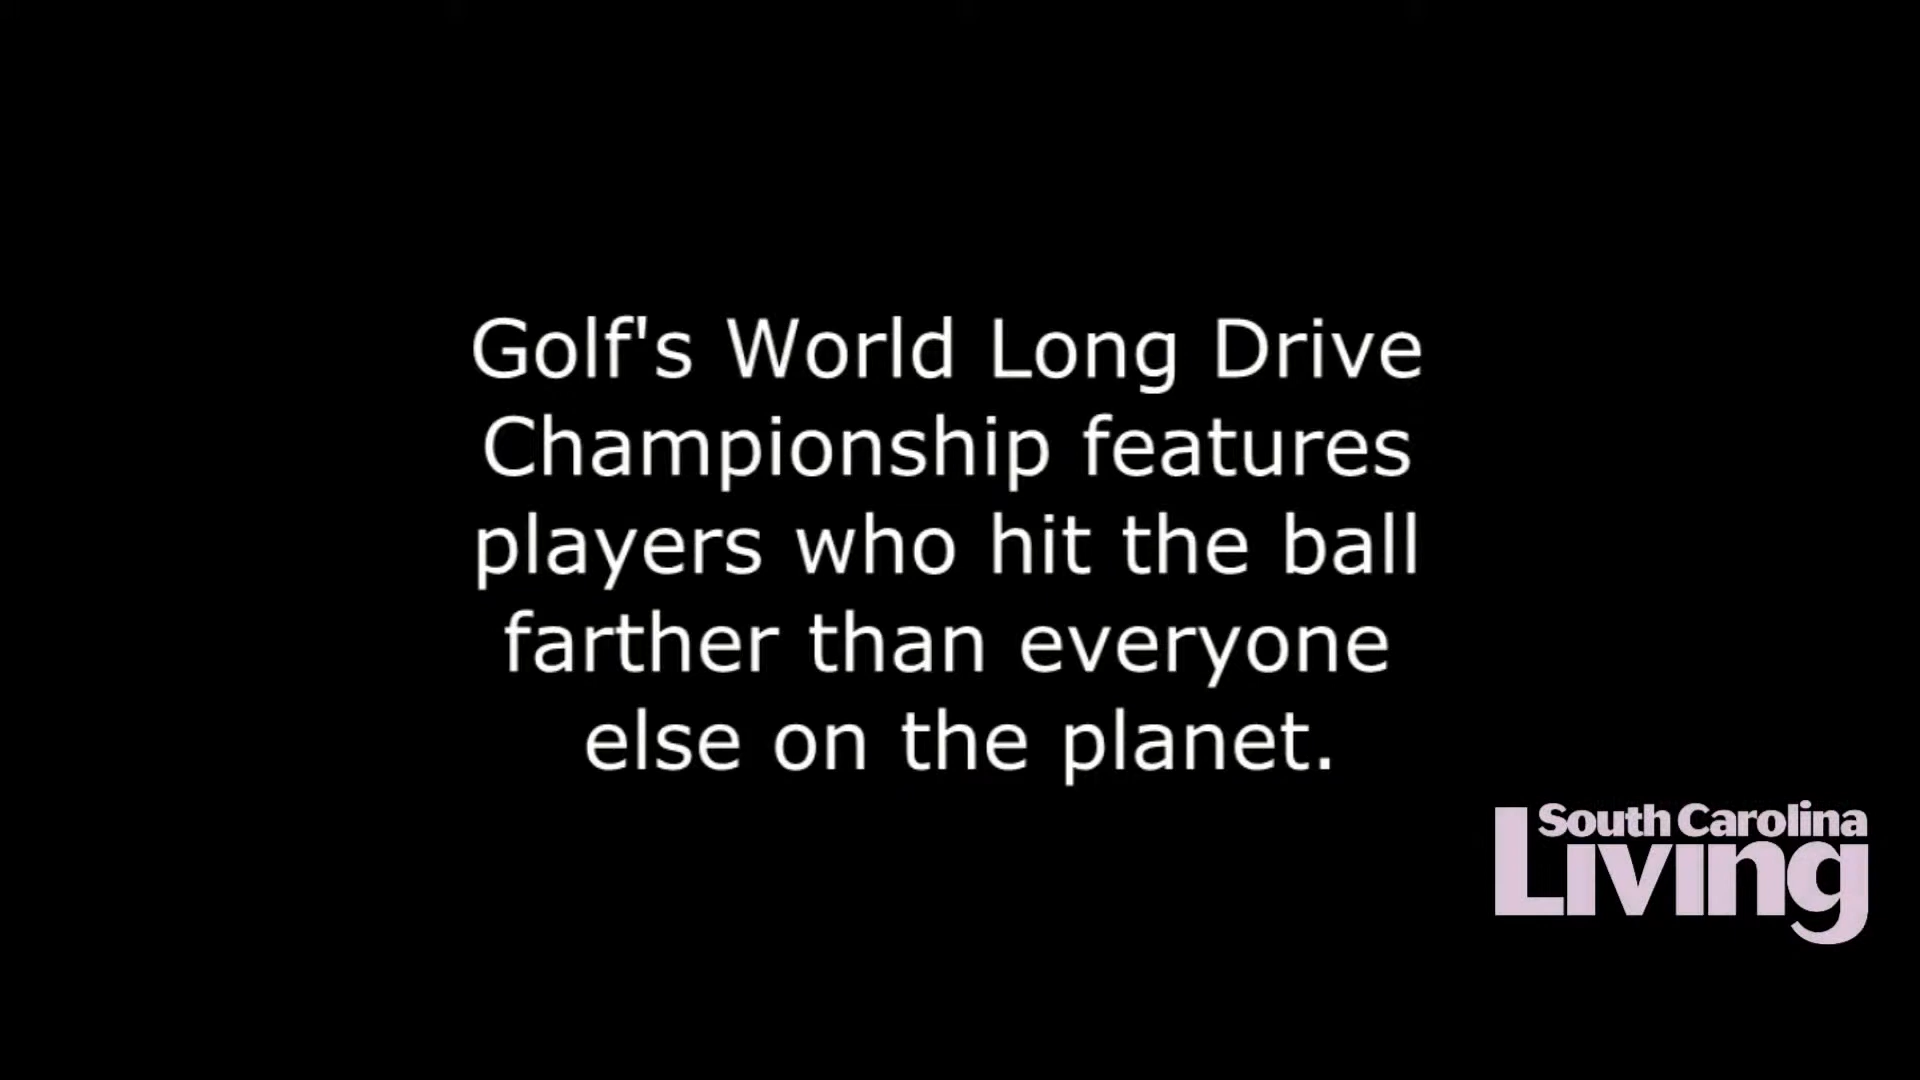 Golf's World Long Drive
Championship features
players who hit the ball
farther than everyone
else on the planet.
South Carolina
Living